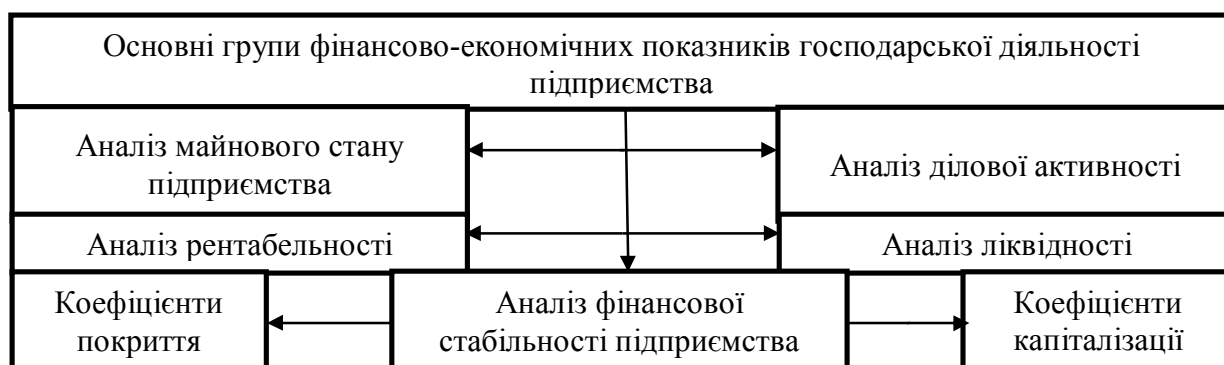 Основні групи фінансово-економічних показників господарської діяльності
підприємства
Аналіз майнового стану
підприємства
Аналіз ділової активності
Аналіз рентабельності
Аналіз ліквідності
Коефіцієнти
покриття
Аналіз фінансової
стабільності підприємства
Коефіцієнти
капіталізації